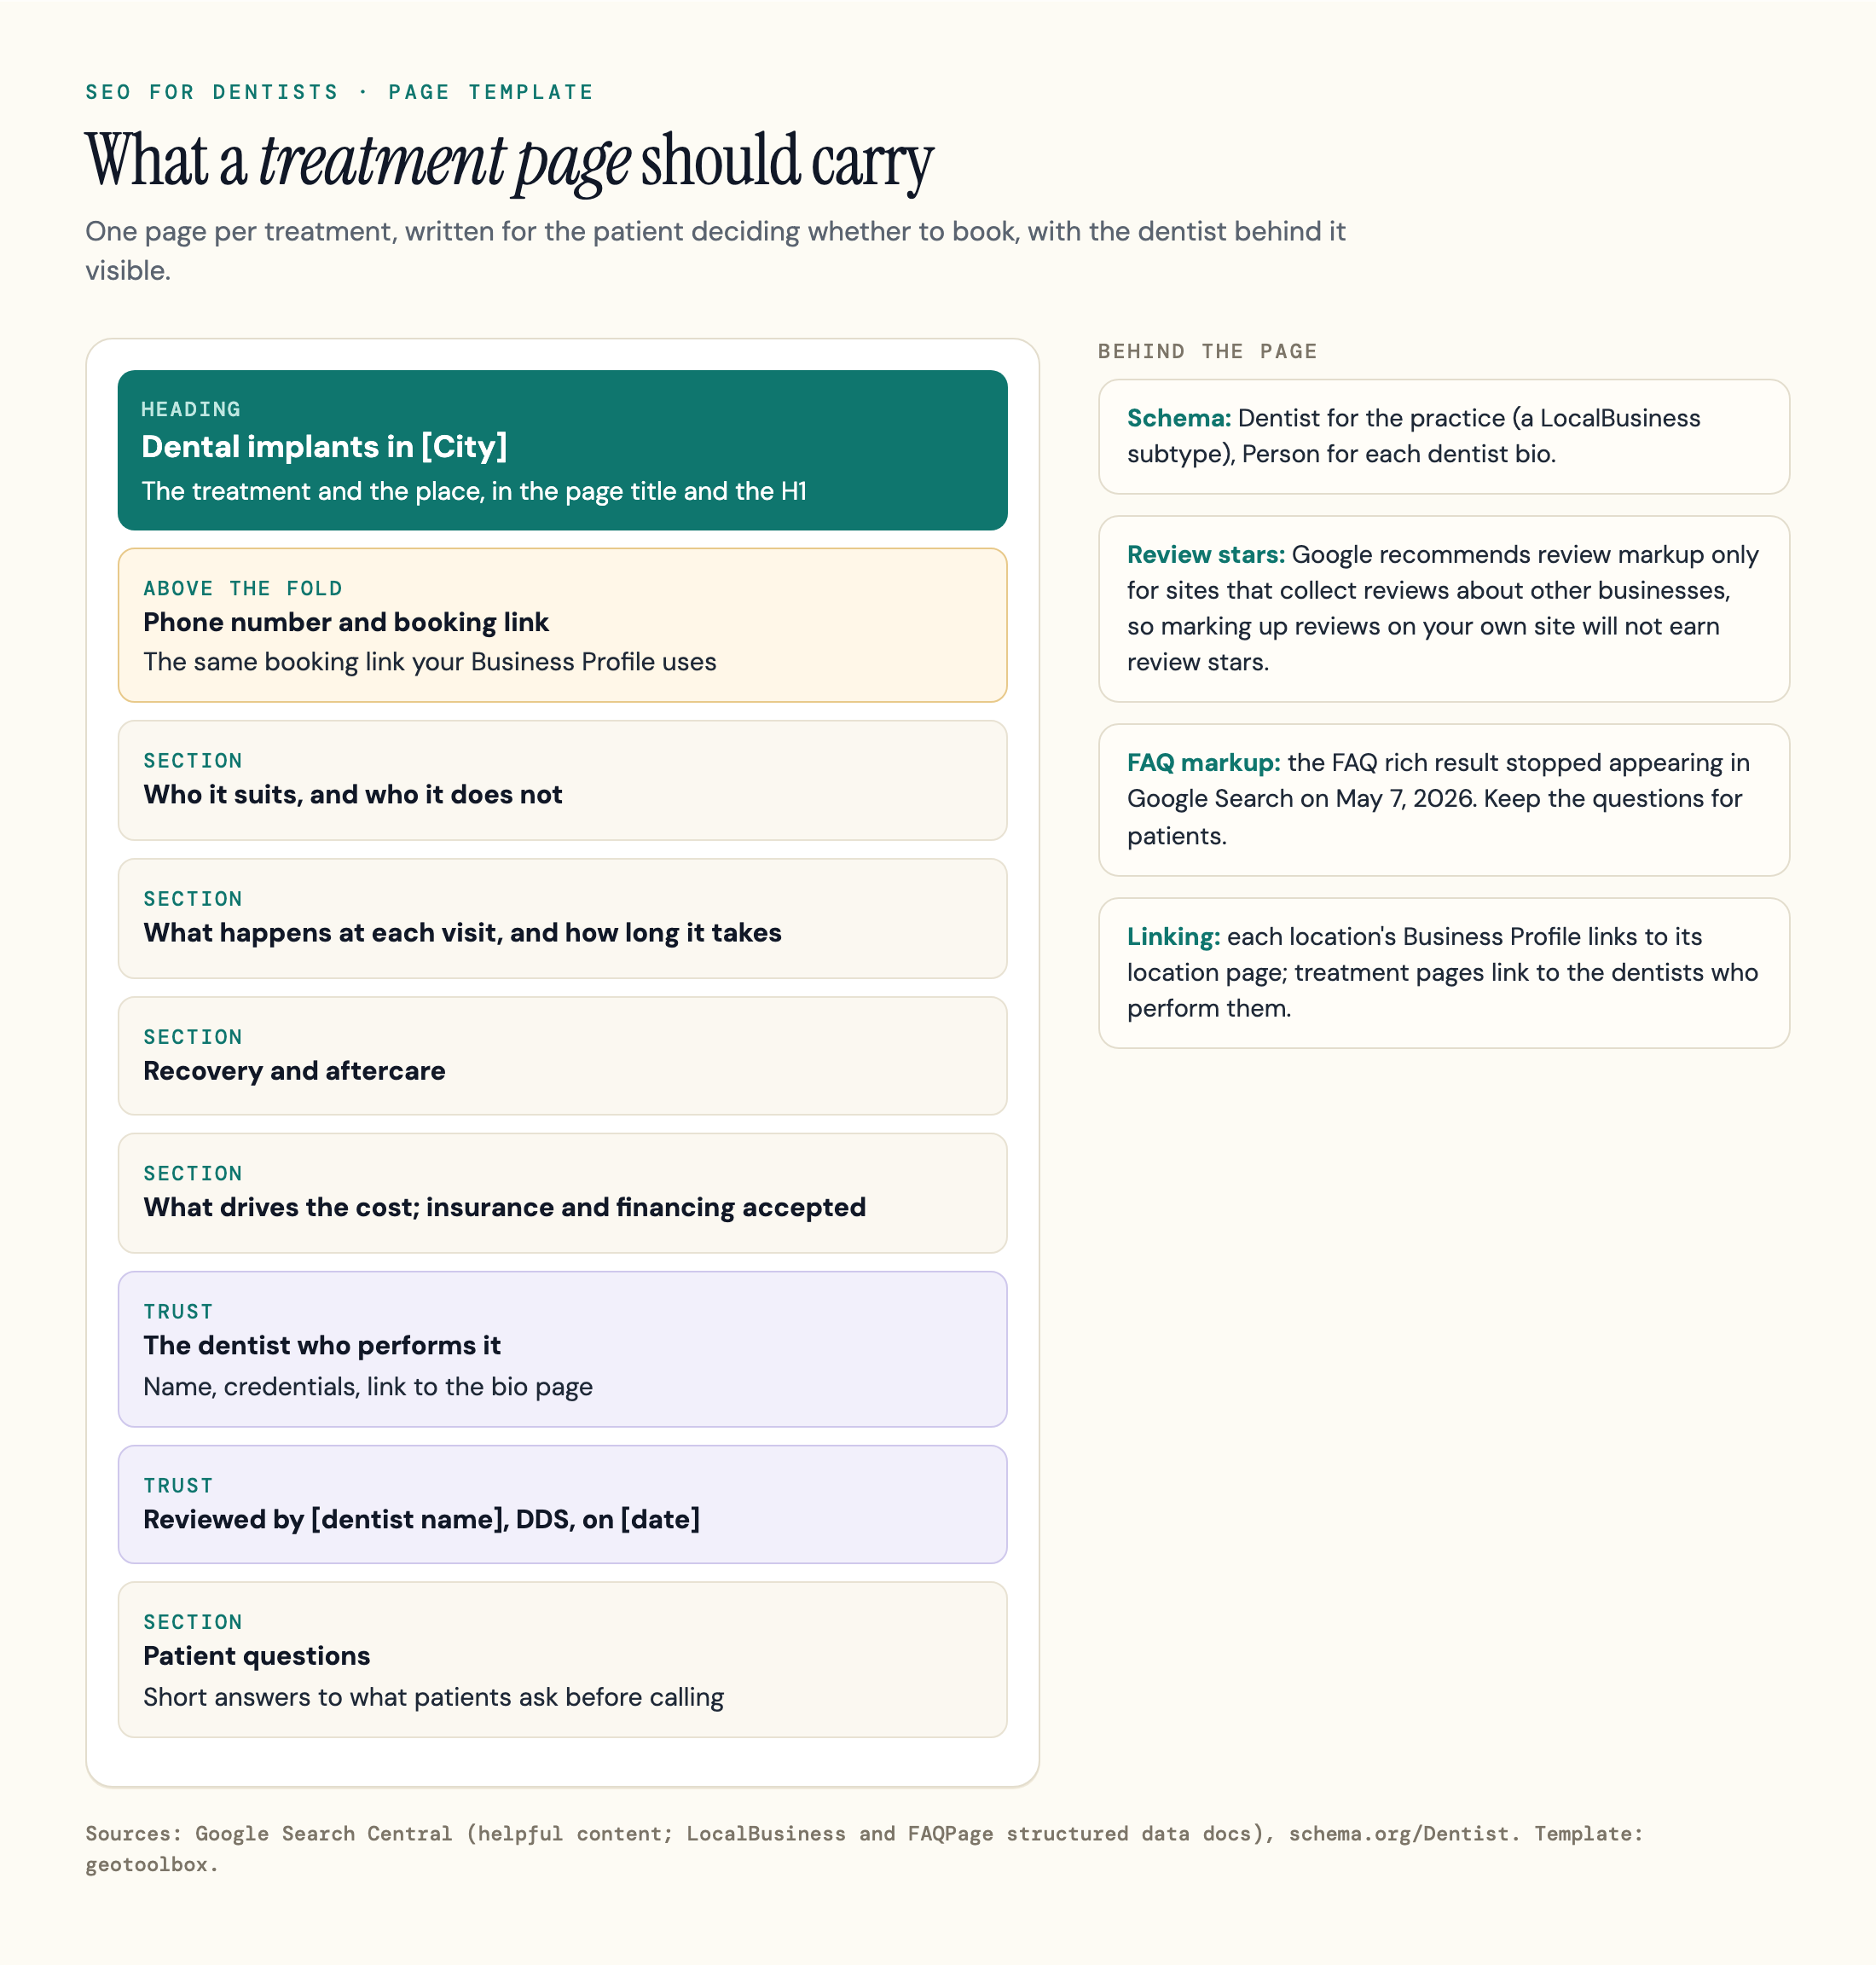 SEO FOR DENTISTS · PAGE TEMPLATE
What a treatment page should carry
One page per treatment, written for the patient deciding whether to book, with the dentist behind it
visible.
HEADING
Dental implants in [City]
The treatment and the place, in the page title and the H1
ABOVE THE FOLD
Phone number and booking link
The same booking link your Business Profile uses
SECTION
Who it suits, and who it does not
SECTION
What happens at each visit, and how long it takes
SECTION
Recovery and aftercare
SECTION
What drives the cost; insurance and financing accepted
TRUST
The dentist who performs it
Name, credentials, link to the bio page
TRUST
Reviewed by [dentist name], DDS, on [date]
SECTION
Patient questions
Short answers to what patients ask before calling
BEHIND THE PAGE
Schema: Dentist for the practice (a LocalBusiness
subtype), Person for each dentist bio.
Review stars: Google recommends review markup only
for sites that collect reviews about other businesses,
so marking up reviews on your own site will not earn
review stars.
FAQ markup: the FAQ rich result stopped appearing in
Google Search on May 7, 2026. Keep the questions for
patients.
Linking: each location's Business Profile links to its
location page; treatment pages link to the dentists who
perform them.
Sources: Google Search Central (helpful content; LocalBusiness and FAQPage structured data docs), schema.org/Dentist. Template:
geotoolbox.